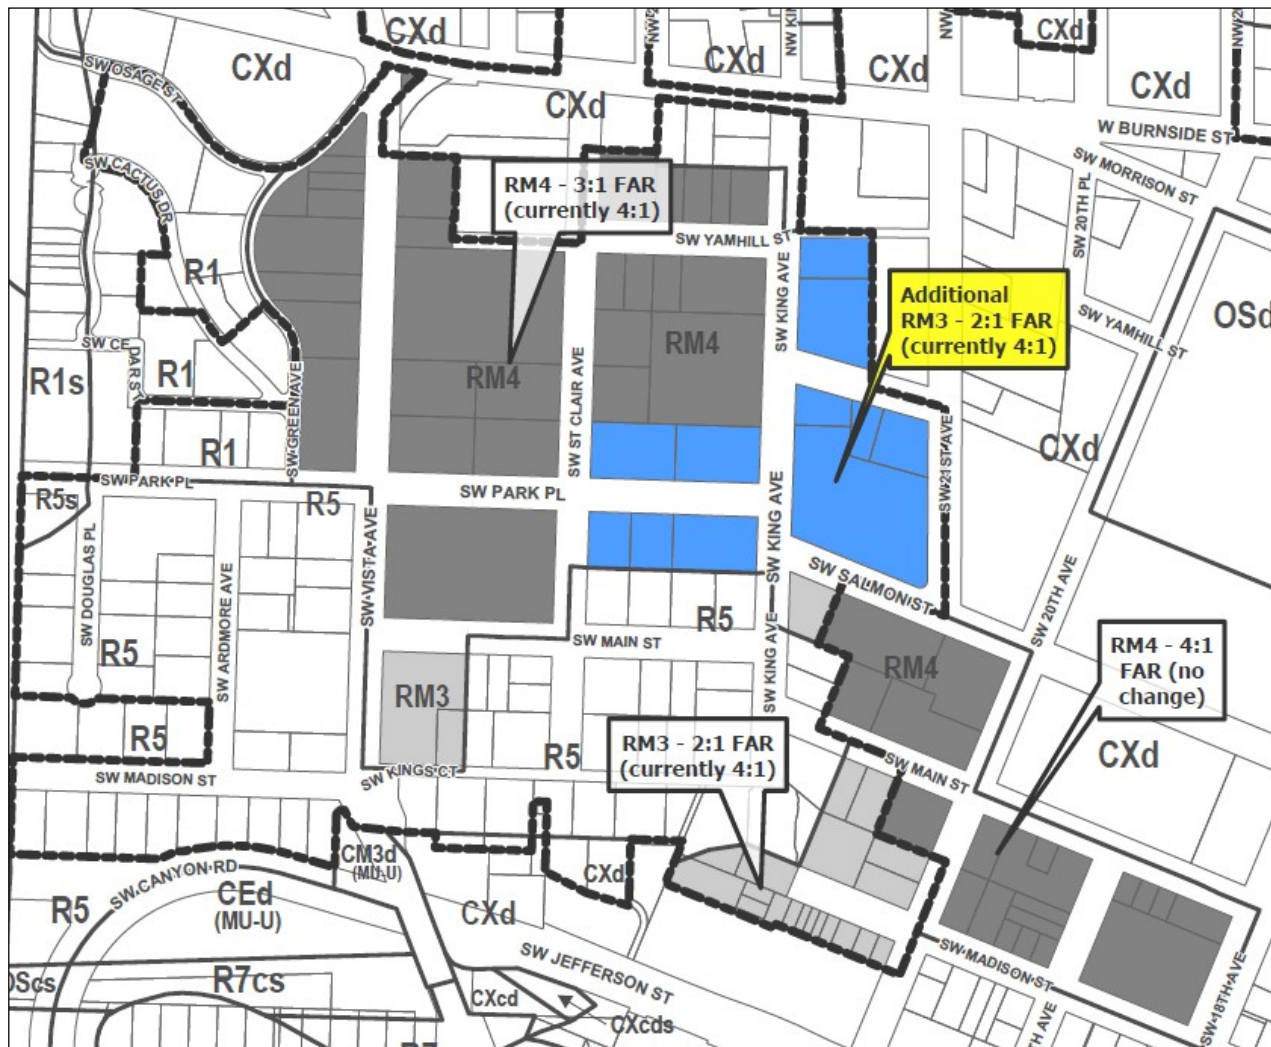 CXd
CXd
CXd
CXd
CXd
CXd
CXd
SW OSAGE ST
SW CACTUS DR
W BURNSIDE ST
SW MORRISON ST
SW 20TH PL
RM4 - 3:1 FAR
(currently 4:1)
SW YAMHILL ST
SW KING AVE
Additional
RM3 - 2:1 FAR
(currently 4:1)
SW YAMHILL ST
OSd
R1
SW CE
DAR ST
R1s
R1
R1
SW GREEN AVE
RM4
RM4
SW ST CLAIR AVE
SW 21ST AVE
CXd
SW PARK PL
SW PARK PL
R5s
R5
SW KING AVE
SW VISTA AVE
SW DOUGLAS PL
SW ARDMORE AVE
SW SALMON ST
SW 20TH AVE
R5
R5
SW MAIN ST
SW KING AVE
RM4
RM4 - 4:1
FAR (no
change)
RM3
R5
R5
RM3 - 2:1 FAR
(currently 4:1)
CXd
SW MADISON ST
SW KINGS CT
SW MAIN ST
CM3d
(MU-U)
CXd
SW CANYON RD
CEd
(MU-U)
R5
CXd
SW JEFFERSON ST
SW MADISON ST
SW 18TH AVE
R7cs
CXcd
CXcds